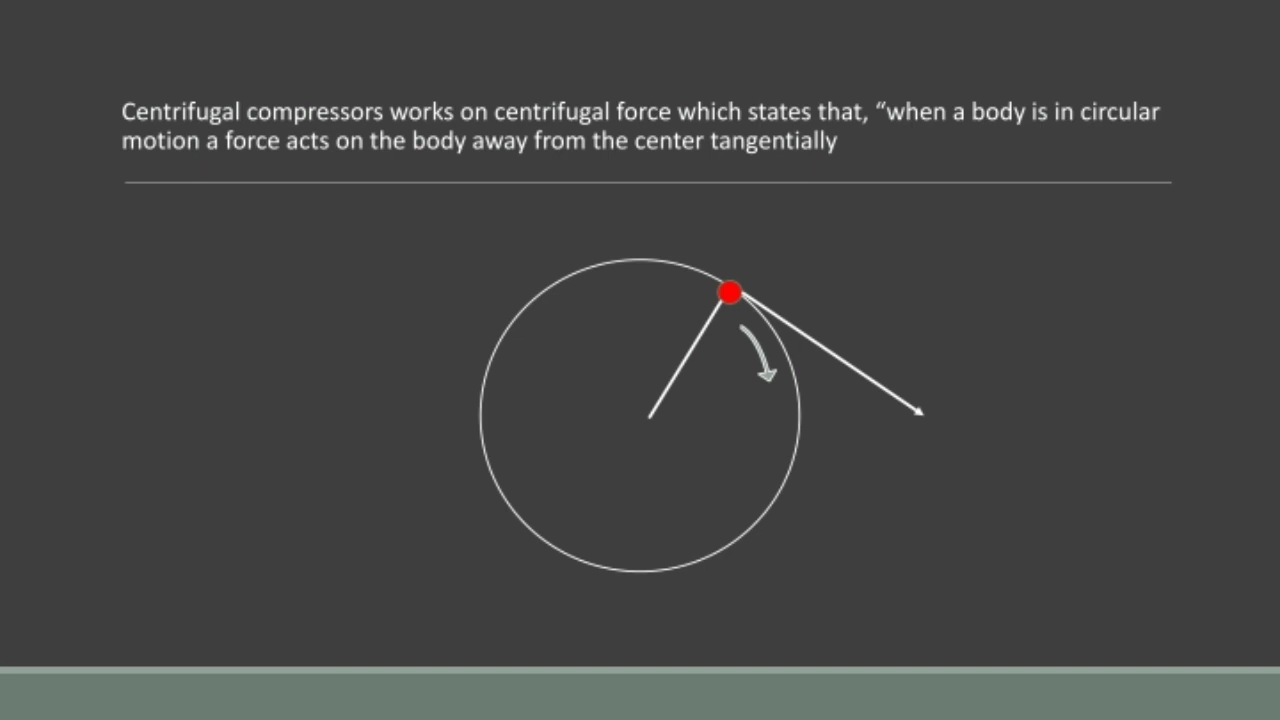 Centrifugal compressors works on centrifugal force which states that, “when a body is in circular
motion a force acts on the body away from the center tangentially